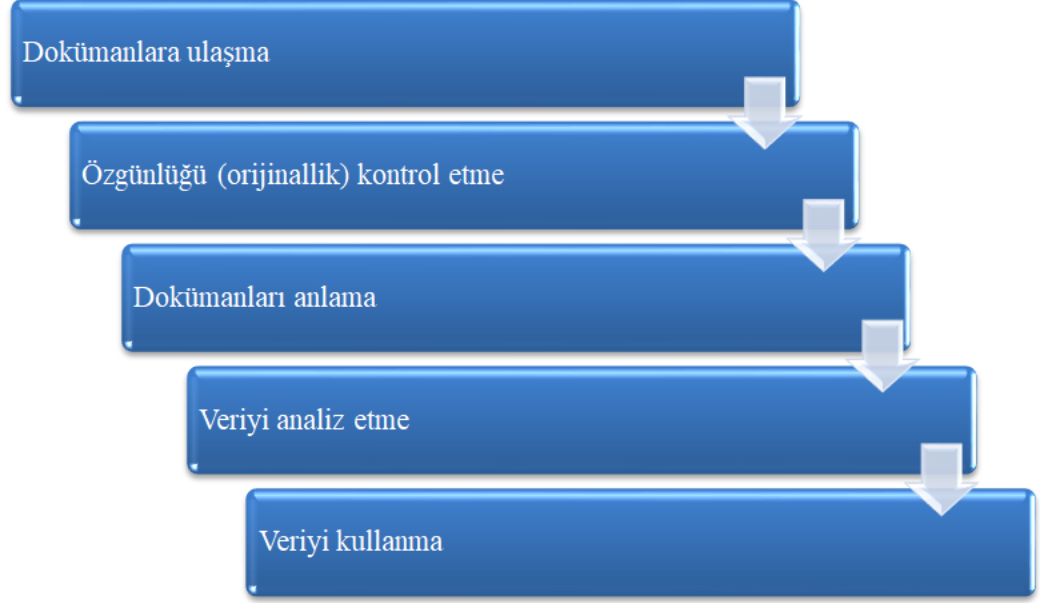 Dokümanlara ulaşma
Özgünlüğü (orijinallik) kontrol etme
Dokümanları anlama
Veriyi analiz etme
Veriyi kullanma